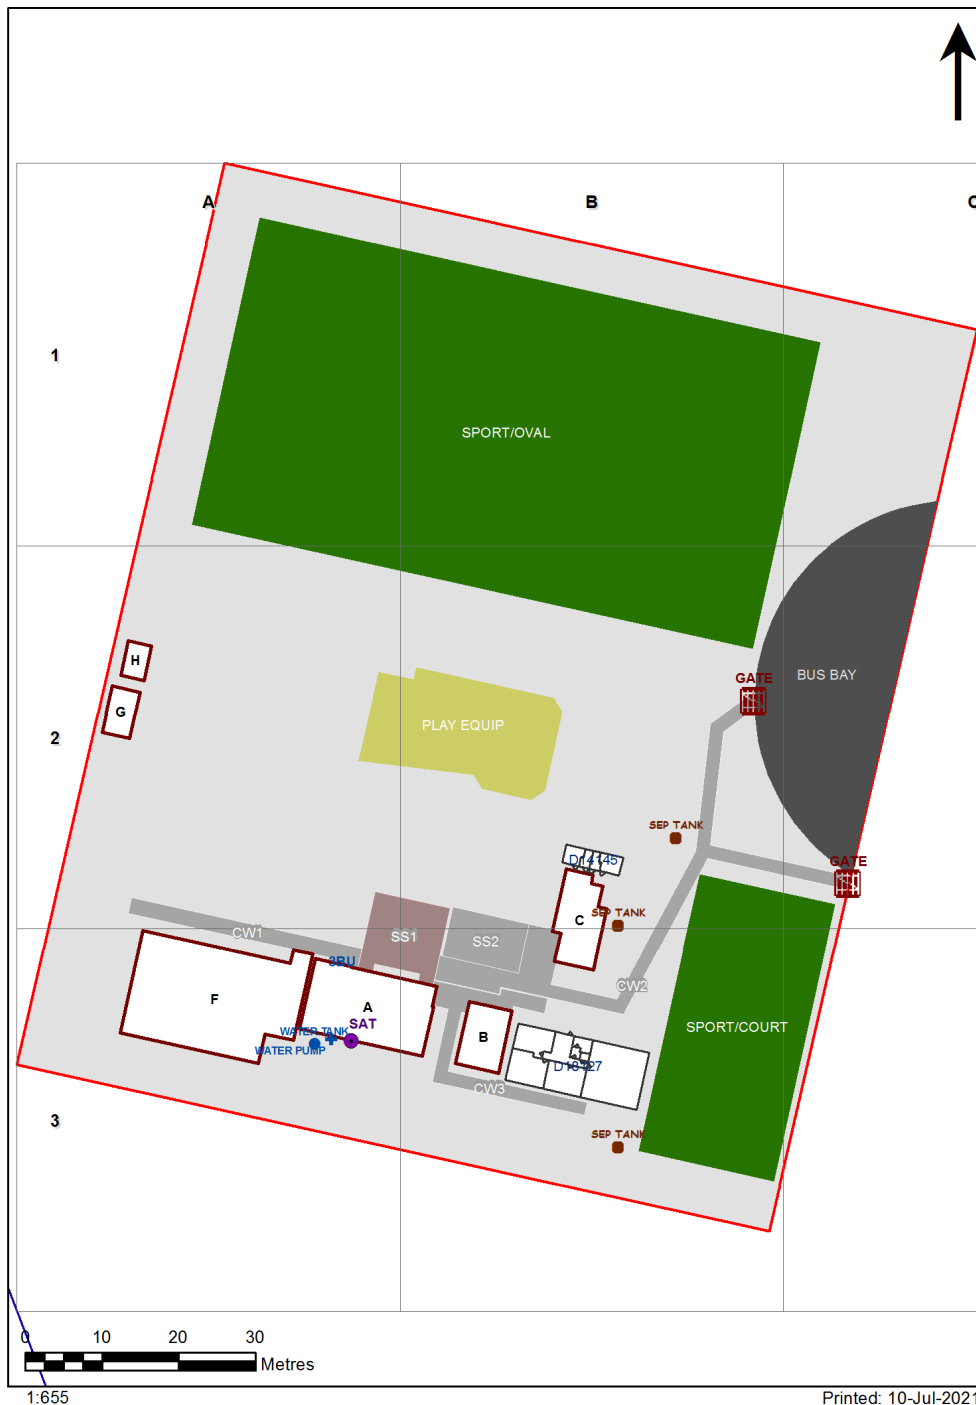 A
B
C
1
SPORT/OVAL
H
GATE
BUS BAY
G
2
PLAY EQUIP
SEP TANK
D14145
GATE
C
SEP TANK
CW1
SS1
SS2
3BU
CW2
F
A
SAT
WATER TANK
WATER PUMP
B
SPORT/COURT
CW3
3
SEP TANK
0 10 20 30
Metres
1:655
Printed: 10-Jul-2021